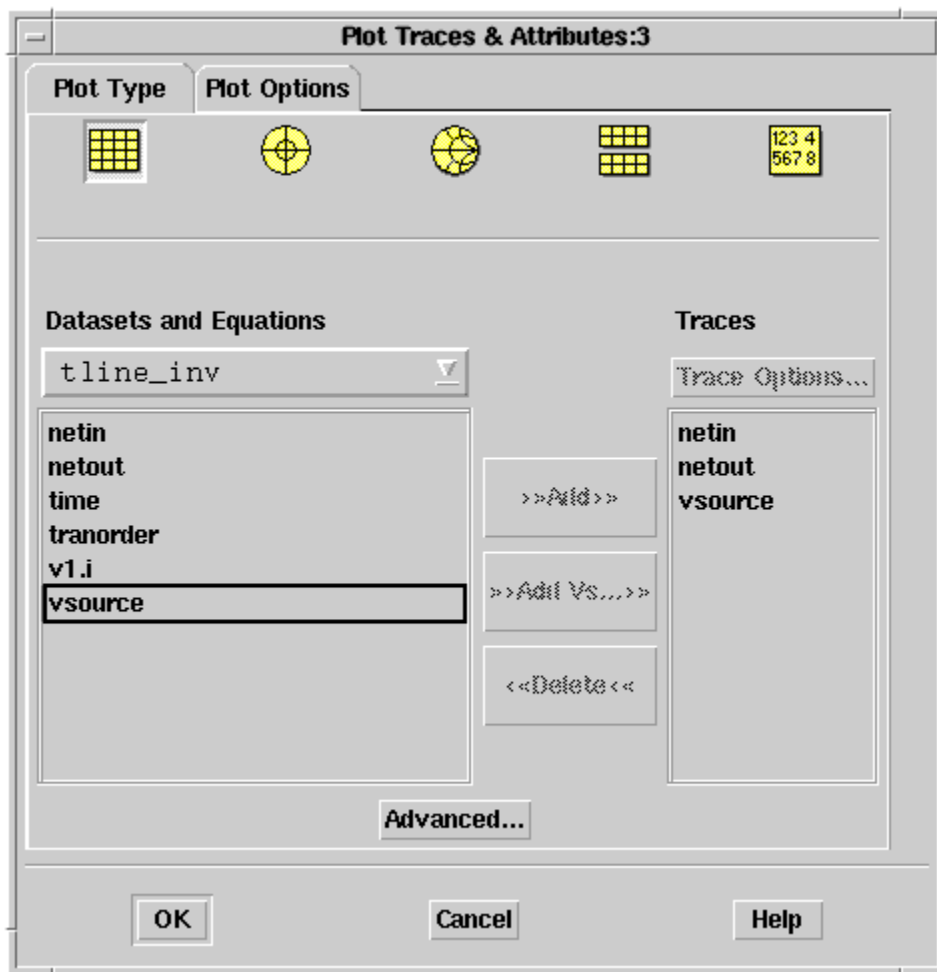 Plot Traces & Attributes:3
Plot Type
Plot Options
123 4
567 8
Datasets and Equations
Traces
tline_inv
Trace Options...
netin
netout
time
tranorder
v1.i
vsource
>>Add>>
>>Add Vs...>>
<<Delete<<
netin
netout
vsource
Advanced...
OK
Cancel
Help